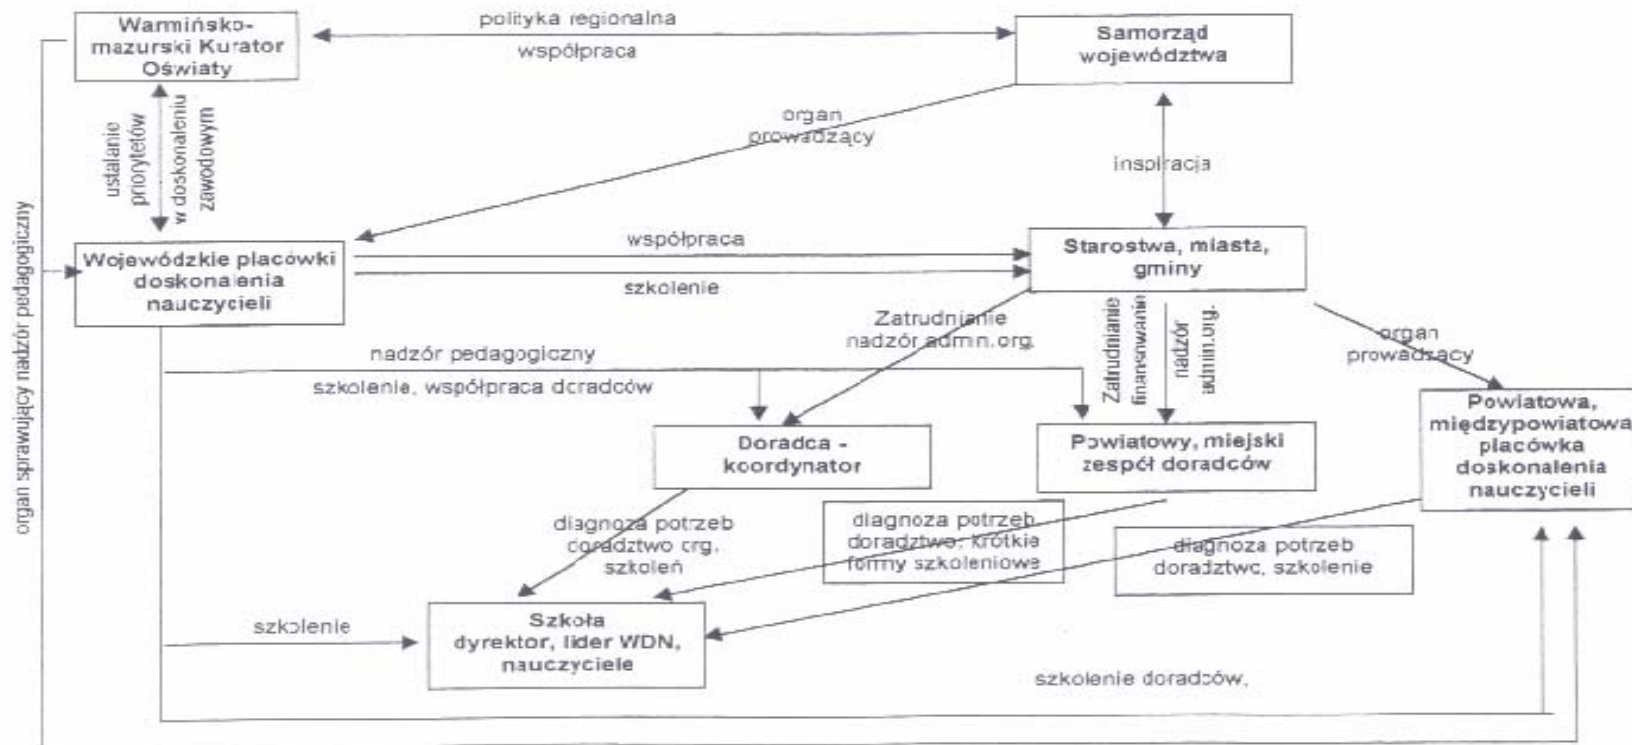 Warmińsko-
mazurski Kurator
Oświaty
polityka regionalna
współpraca
Samorząd
województwa
organ
prowadzący
inspiracja
ustalanie
priorytetów
w doskonaleniu
zawodowym
organ sprawujący nadzór pedagogiczny
Wojewódzkie placówki
doskonalenia
nauczycieli
współpraca
szkolenie
Starostwa, miasta,
gminy
Zatrudnianie
nadzór admin.org.
Zatrudnianie
finansowanie
nadzór
admin.org.
organ
prowadzący
nadzór pedagogiczny
szkolenie, współpraca doradców
Doradca -
koordynator
Powiatowy, miejski
zespół doradców
Powiatowa,
międzypowiatowa
placówka
doskonalenia
nauczycieli
diagnoza potrzeb
doradztwo org,
szkoleń
diagnoza potrzeb
doradztwo, krótkie
formy szkoleniowe
diagnoza potrzeb
doradztwo, szkolenie
szkolenie
Szkoła
dyrektor, lider WDN,
nauczyciele
szkolenie doradców,